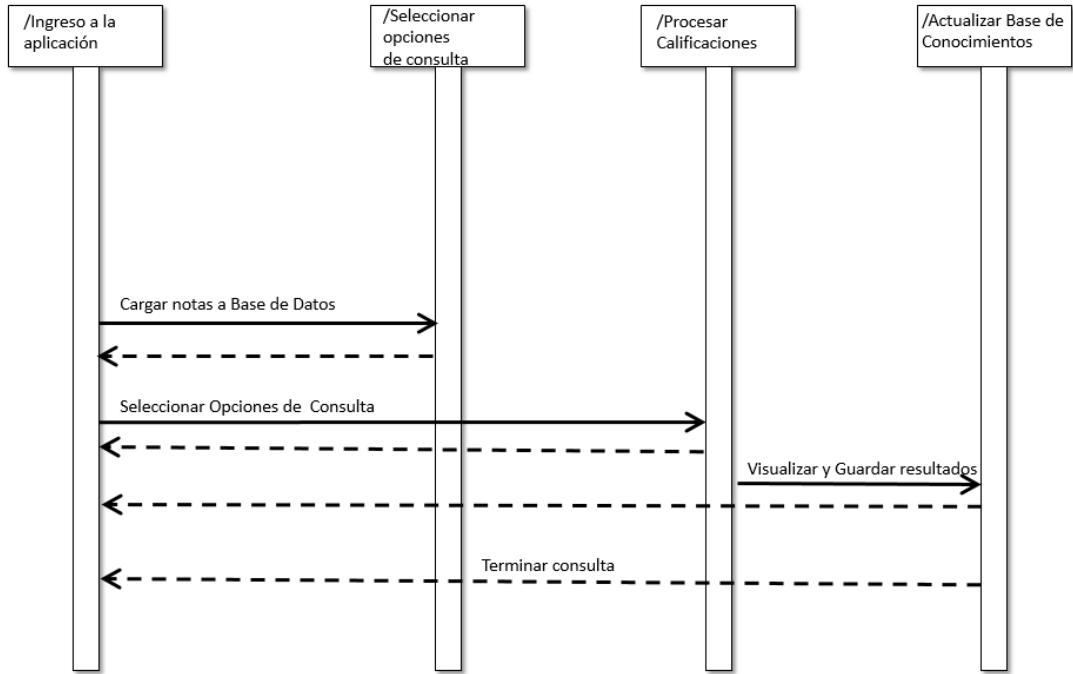 /Ingreso a la
aplicación
/Seleccionar
opciones
de consulta
/Procesar
Calificaciones
/Actualizar Base de
Conocimientos
Cargar notas a Base de Datos
Seleccionar Opciones de  Consulta
Visualizar y Guardar resultados
Terminar consulta